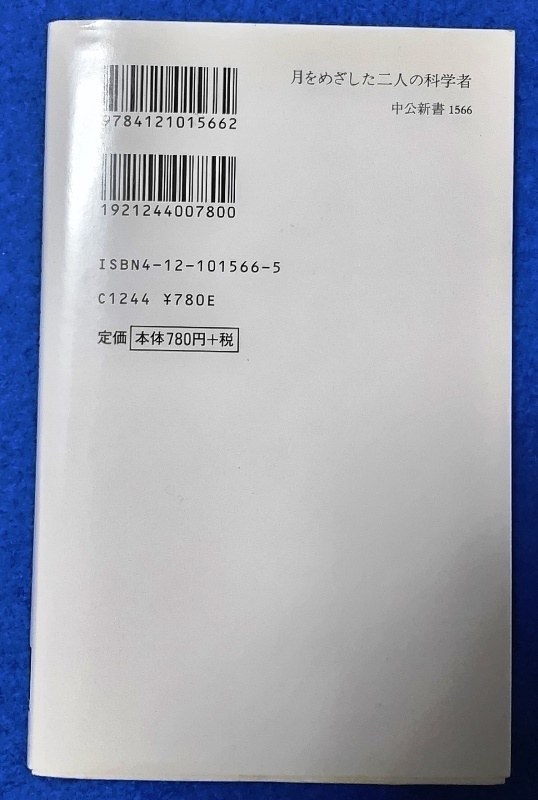 月をめざした二人の科学者
中公新書 1566
9784121015662
1921244007800
ISBN4-12-101566-5
C1244 ¥780E
定価 本体780円+税